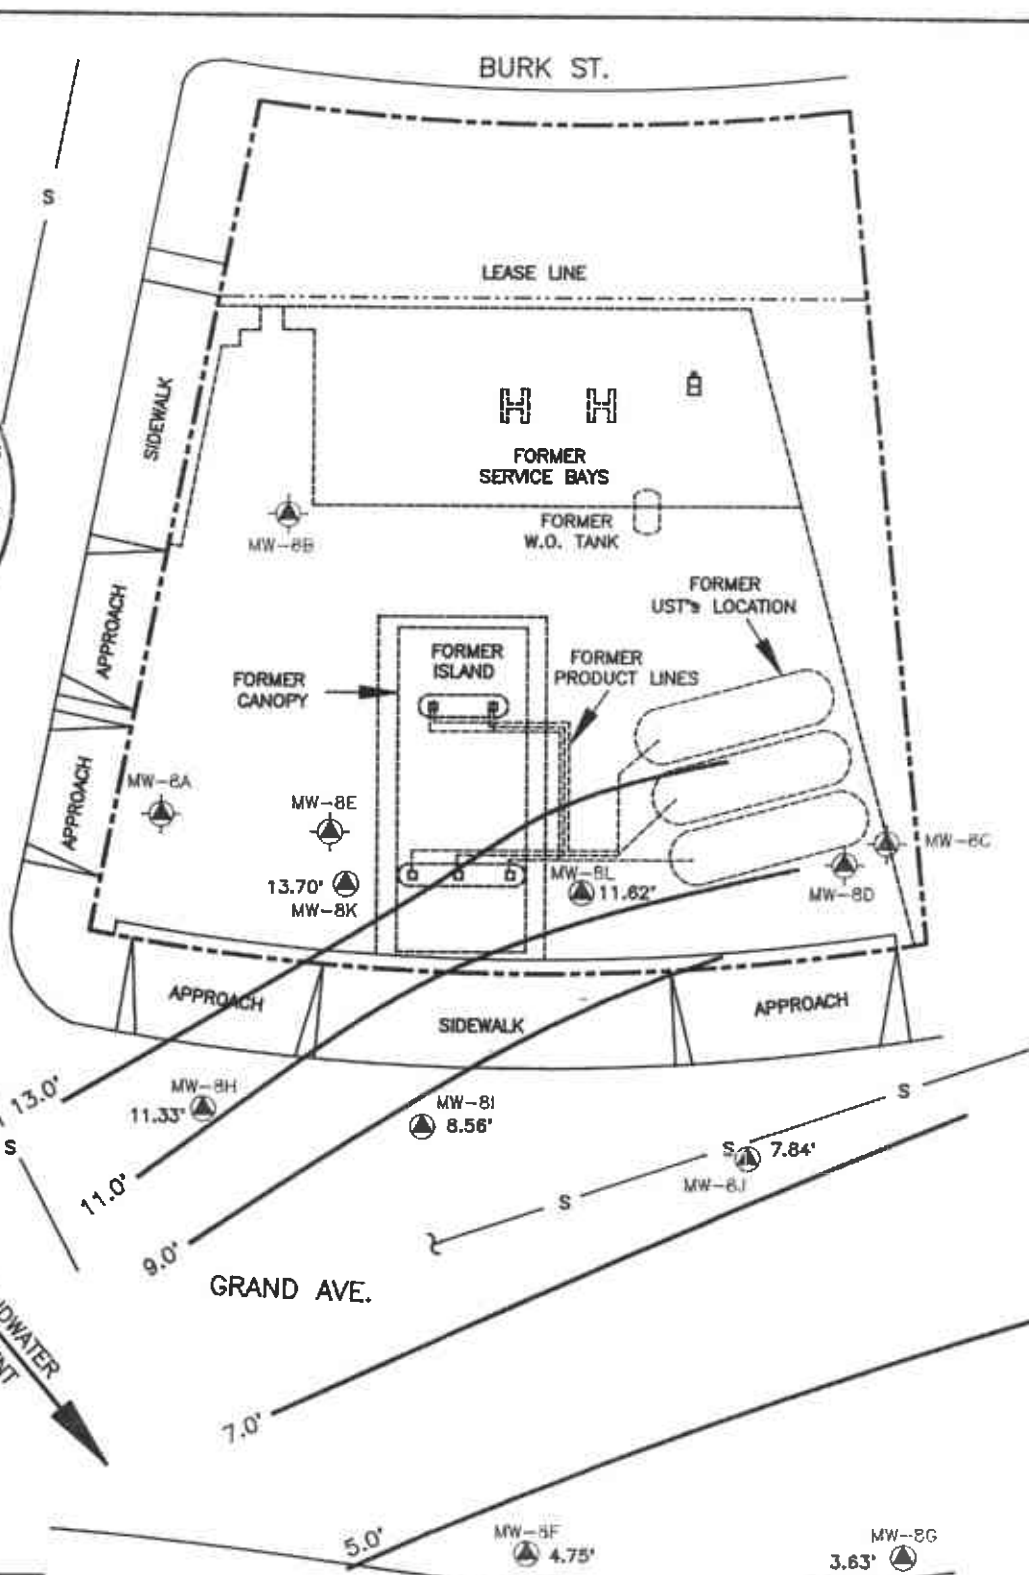 BURK ST.
S
LEASE LINE
SIDEWALK
H H
FORMER
SERVICE BAYS
FORMER
W.O. TANK
MW-8B
FORMER
UST's LOCATION
APPROACH
FORMER
ISLAND
FORMER
PRODUCT LINES
FORMER
CANOPY
APPROACH
MW-8A
MW-8E
13.70'
MW-8K
MW-8L
11.62'
MW-8C
MW-8D
APPROACH
SIDEWALK
APPROACH
13.0'
MW-8H
11.33'
MW-8I
8.56'
S
S
S
7.84'
MW-8J
S
11.0'
9.0'
GRAND AVE.
NDWATER
NT
7.0'
5.0'
MW-8F
4.75'
MW-8G
3.63'